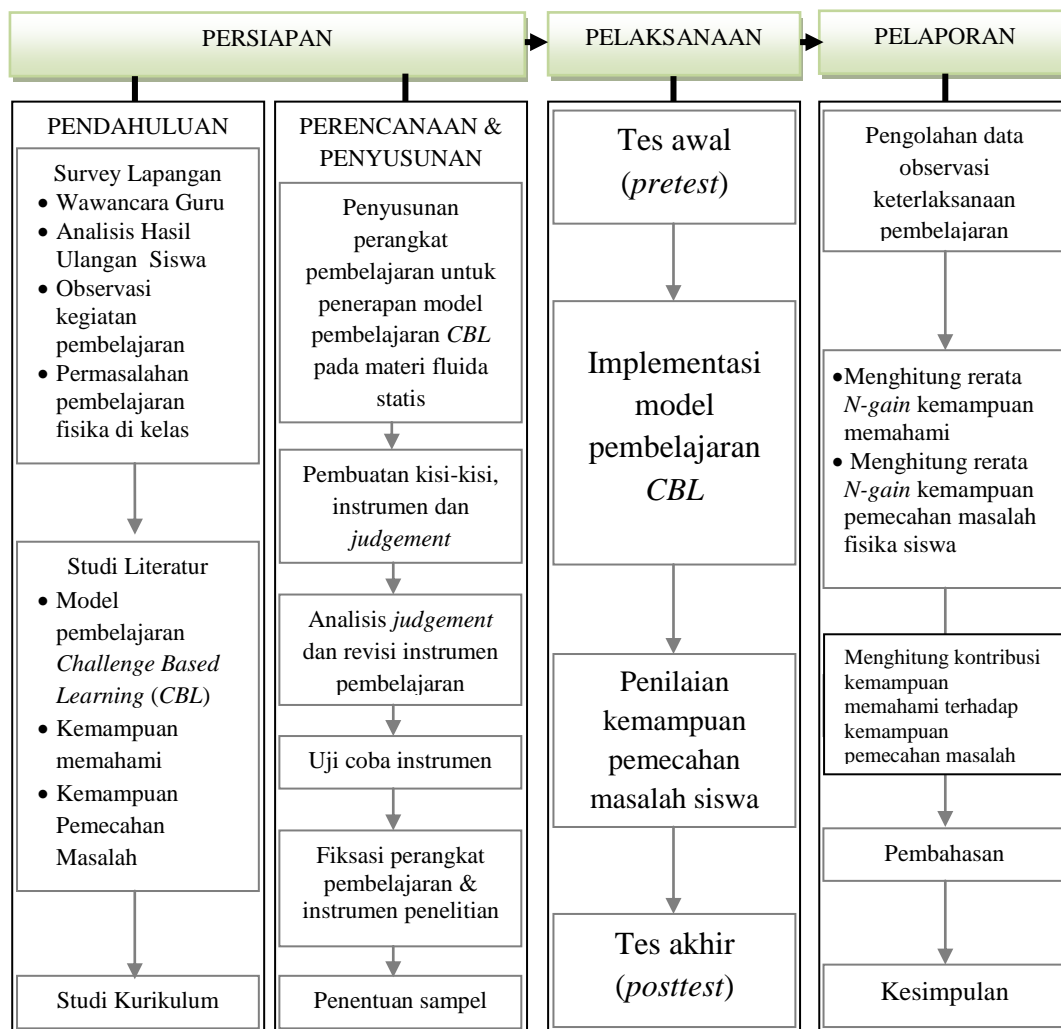 PERSIAPAN
PELAKSANAAN
PELAPORAN
PENDAHULUAN
Survey Lapangan
• Wawancara Guru
• Analisis Hasil
Ulangan Siswa
• Observasi
kegiatan
pembelajaran
• Permasalahan
pembelajaran
fisika di kelas
Studi Literatur
• Model
pembelajaran
Challenge Based
Learning (CBL)
• Kemampuan
memahami
• Kemampuan
Pemecahan
Masalah
Studi Kurikulum
PERENCANAAN &
PENYUSUNAN
Penyusunan
perangkat
pembelajaran untuk
penerapan model
pembelajaran CBL
pada materi fluida
statis
Pembuatan kisi-kisi,
instrumen dan
judgement
Analisis judgement
dan revisi instrumen
pembelajaran
Uji coba instrumen
Fiksasi perangkat
pembelajaran &
instrumen penelitian
Penentuan sampel
Tes awal
(pretest)
Implementasi
model
pembelajaran
CBL
Penilaian
kemampuan
pemecahan
masalah siswa
Tes akhir
(posttest)
Pengolahan data
observasi
keterlaksanaan
pembelajaran
•Menghitung rerata
N-gain kemampuan
memahami
• Menghitung rerata
N-gain kemampuan
pemecahan masalah
fisika siswa
Menghitung kontribusi
kemampuan
memahami terhadap
kemampuan
pemecahan masalah
Pembahasan
Kesimpulan